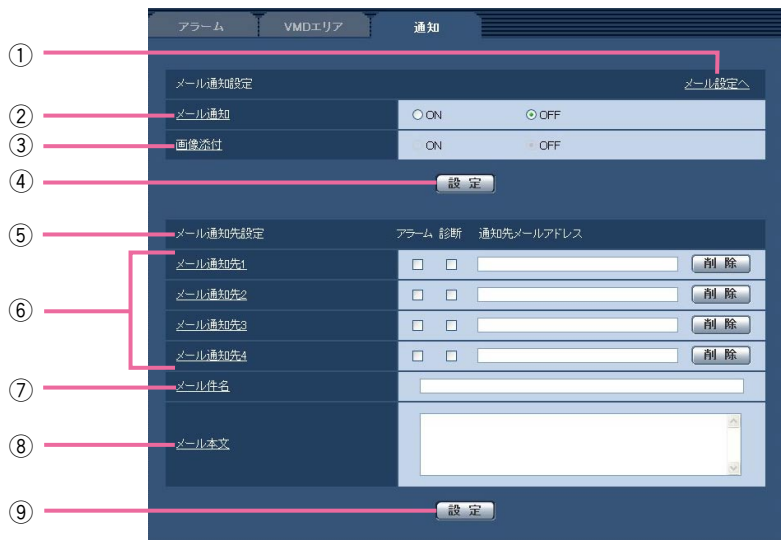 アラーム VMDエリア 通知
①
メール通知設定 メール設定へ
② メール通知 ON OFF
③ 画像添付 ON OFF
④ 設 定
⑤ メール通知先設定 アラーム 診断 通知先メールアドレス
メール通知先1 削 除
メール通知先2 削 除
⑥
メール通知先3 削 除
メール通知先4 削 除
⑦ メール件名
⑧ メール本文
⑨ 設 定